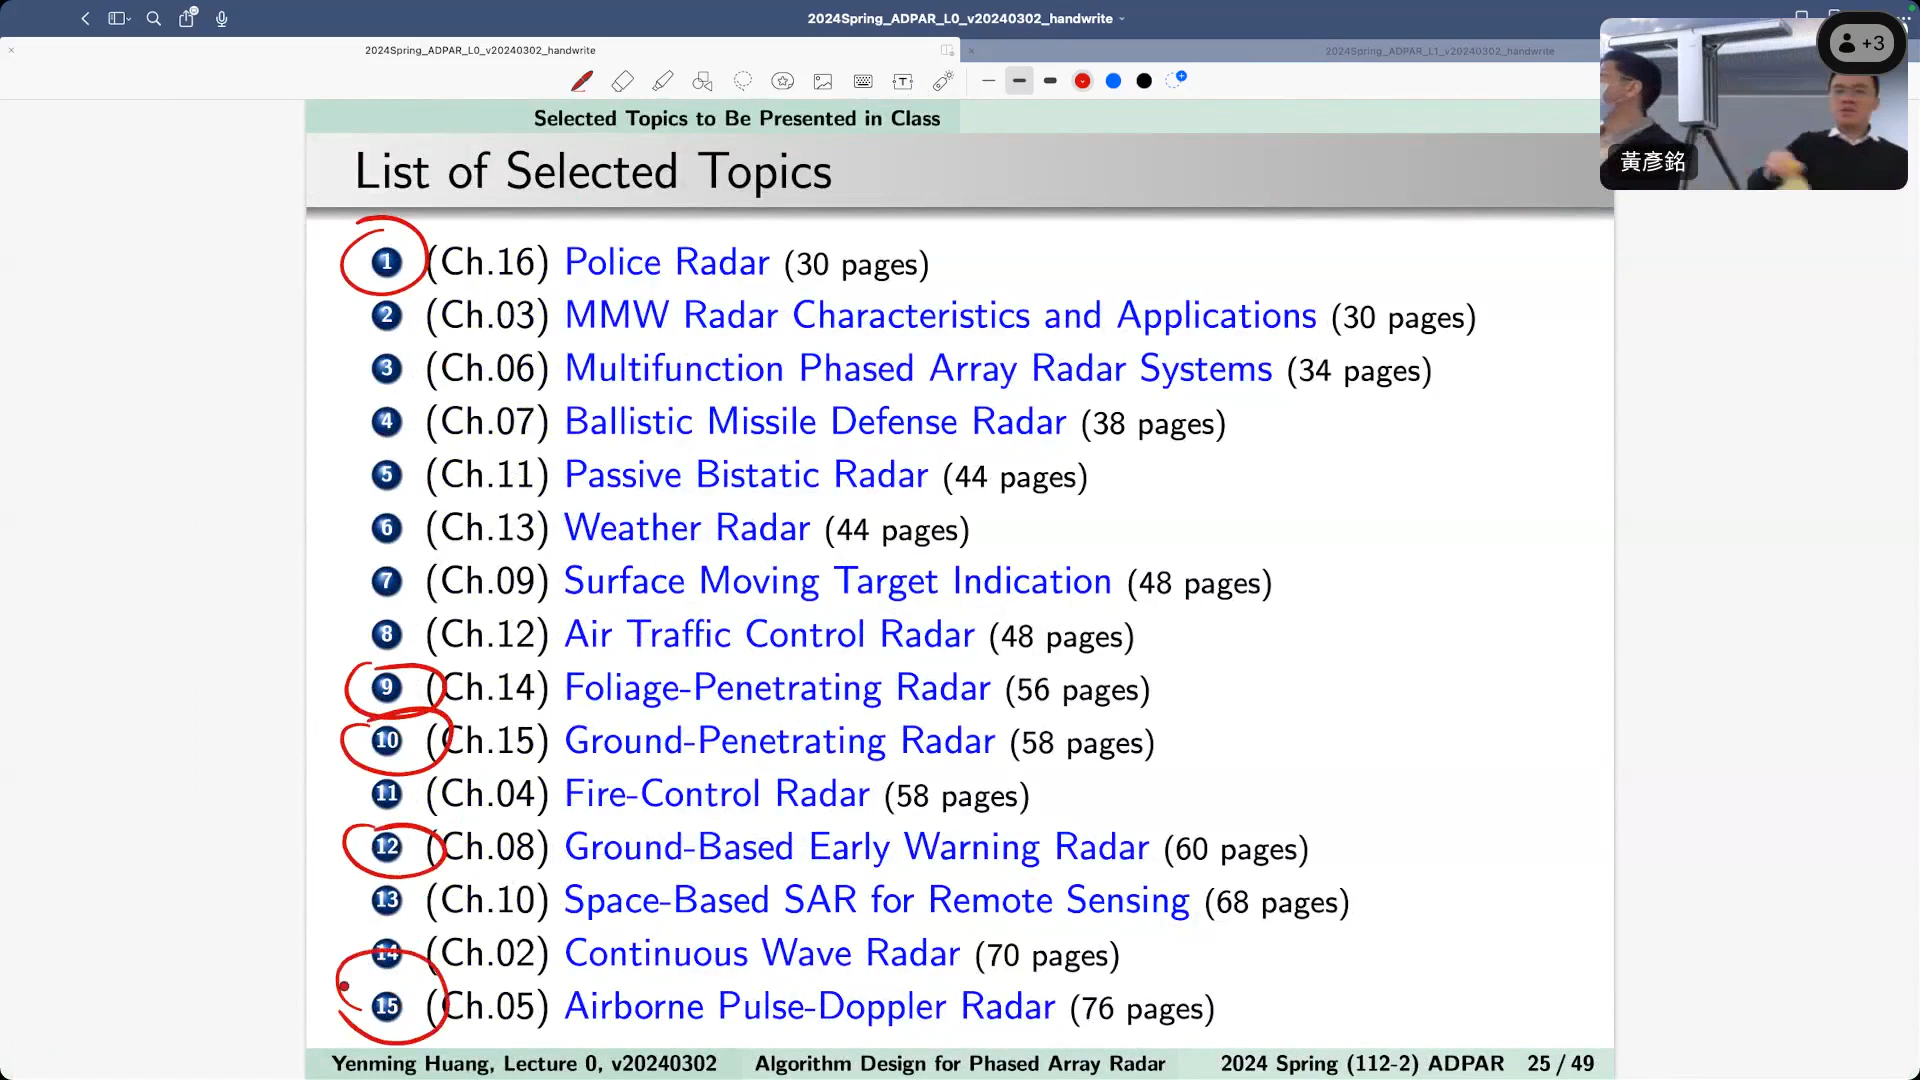 2024Spring_ADPAR_L0_v20240302_handwrite
2024Spring_ADPAR_L0_v20240302_handwrite
2024Spring_ADPAR_L1_v20240302_handwrite
+3
黃彥銘
Selected Topics to Be Presented in Class
List of Selected Topics
1 (Ch.16) Police Radar (30 pages)
2 (Ch.03) MMW Radar Characteristics and Applications (30 pages)
3 (Ch.06) Multifunction Phased Array Radar Systems (34 pages)
4 (Ch.07) Ballistic Missile Defense Radar (38 pages)
5 (Ch.11) Passive Bistatic Radar (44 pages)
6 (Ch.13) Weather Radar (44 pages)
7 (Ch.09) Surface Moving Target Indication (48 pages)
8 (Ch.12) Air Traffic Control Radar (48 pages)
9 (Ch.14) Foliage-Penetrating Radar (56 pages)
10 (Ch.15) Ground-Penetrating Radar (58 pages)
11 (Ch.04) Fire-Control Radar (58 pages)
12 (Ch.08) Ground-Based Early Warning Radar (60 pages)
13 (Ch.10) Space-Based SAR for Remote Sensing (68 pages)
14 (Ch.02) Continuous Wave Radar (70 pages)
15 (Ch.05) Airborne Pulse-Doppler Radar (76 pages)
Yenming Huang, Lecture 0, v20240302 Algorithm Design for Phased Array Radar 2024 Spring (112-2) ADPAR 25 / 49